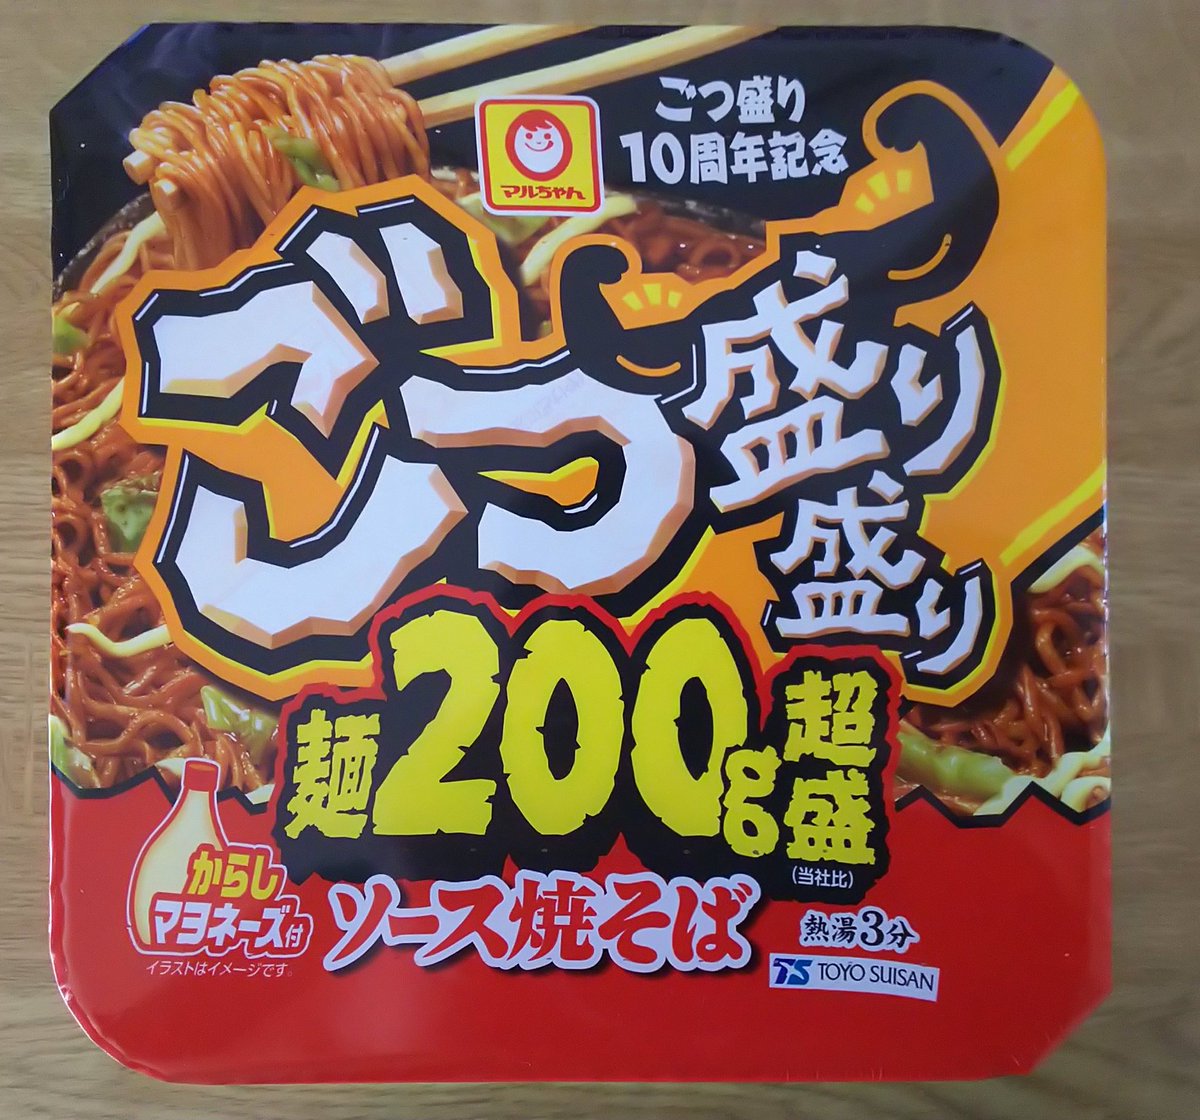 マルちゃん
ごつ盛り
10周年記念
ごつ盛り盛り
麺200g超盛
(当社比)
からし
マヨネーズ付
イラストはイメージです。
ソース焼そば
熱湯3分
TS TOYO SUISAN